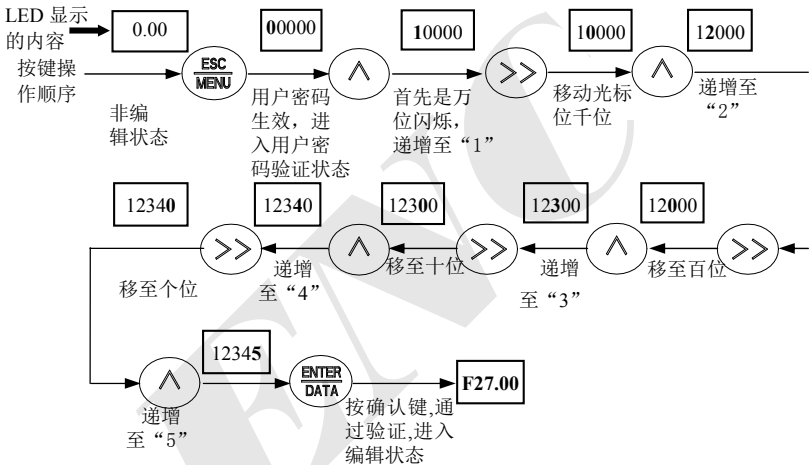 LED 显示
的内容
0.00
00000
10000
10000
12000
按键操
作顺序
ESC
MENU
∧
>>
∧
非编
辑状态
用户密码
生效，进
入用户密
码验证状态
首先是万
位闪烁，
递增至“1”
移动光标
位千位
递增至
“2”
12340
12340
12300
12300
12000
>>
∧
>>
∧
>>
移至个位
递增
至“4”
移至十位
递增
至“3”
移至百位
12345
∧
ENTER
DATA
F27.00
递增
至“5”
按确认键,通
过验证,进入
编辑状态
ENC